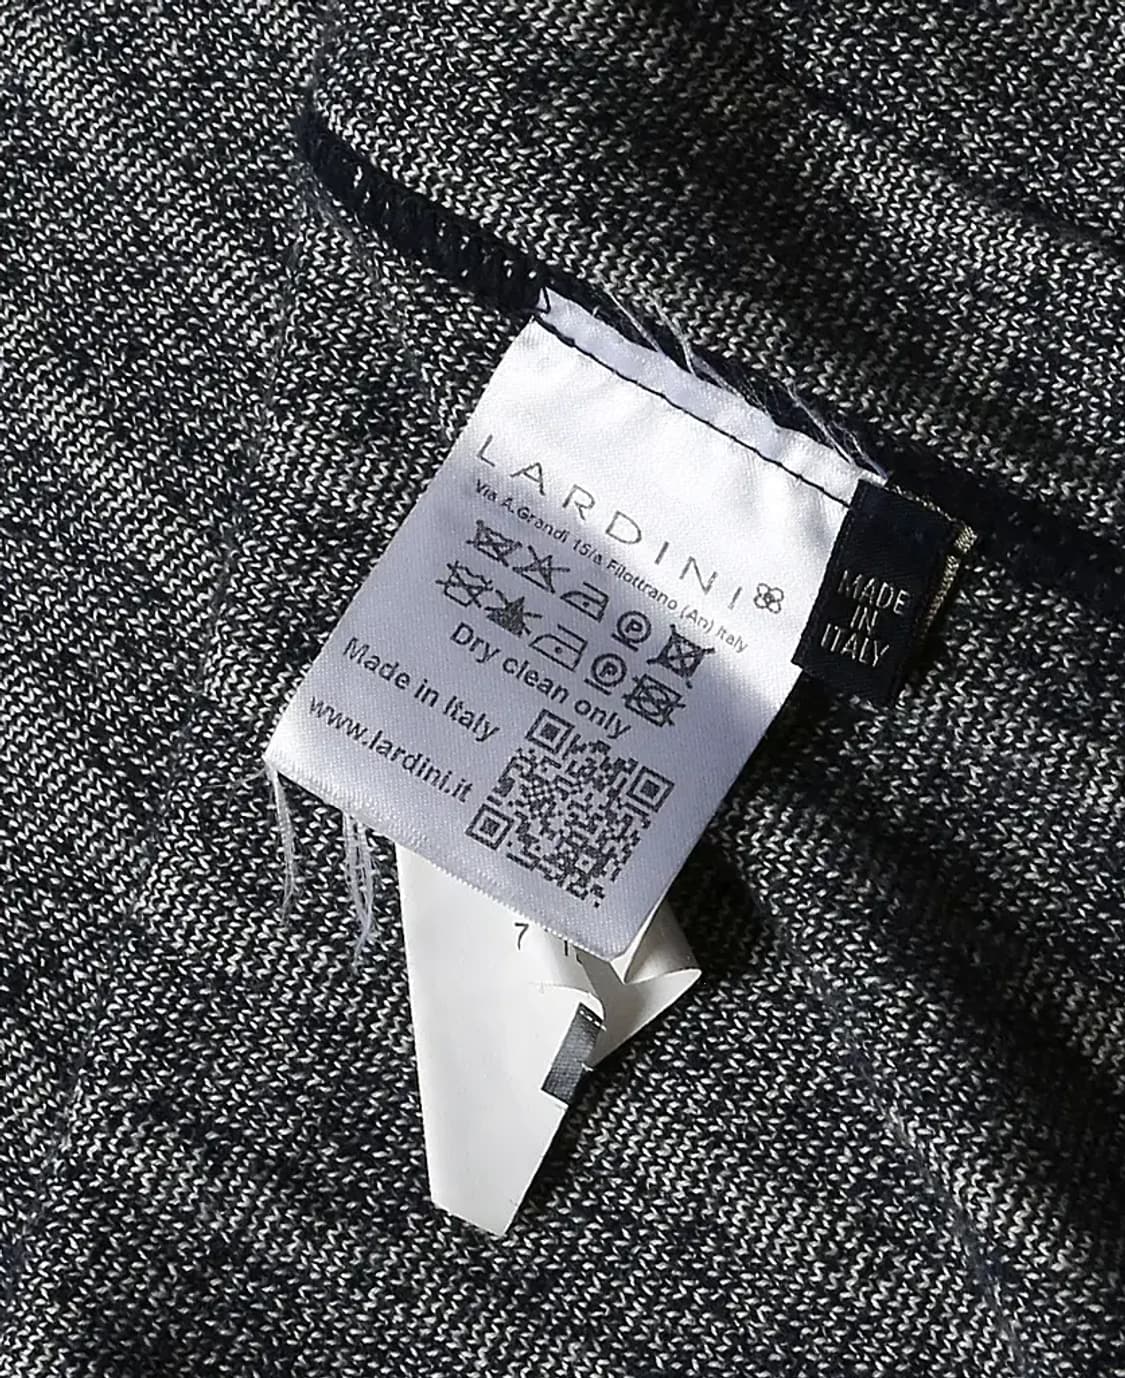 LARDINI
Via A.Grandi 15/a Filottrano (An) Italy
Dry clean only
Made in Italy
www.lardini.it
MADE
IN
ITALY
7